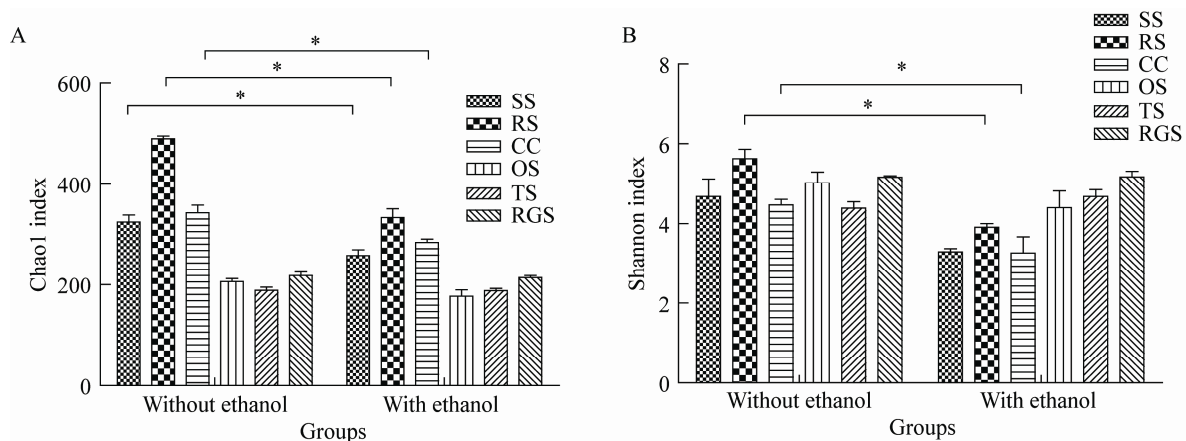 A
*
*
*
600
400
200
0
Chao1 index
SS
RS
CC
OS
TS
RGS
Without ethanol
With ethanol
Groups
B
*
*
8
6
4
2
0
Shannon index
SS
RS
CC
OS
TS
RGS
Without ethanol
With ethanol
Groups